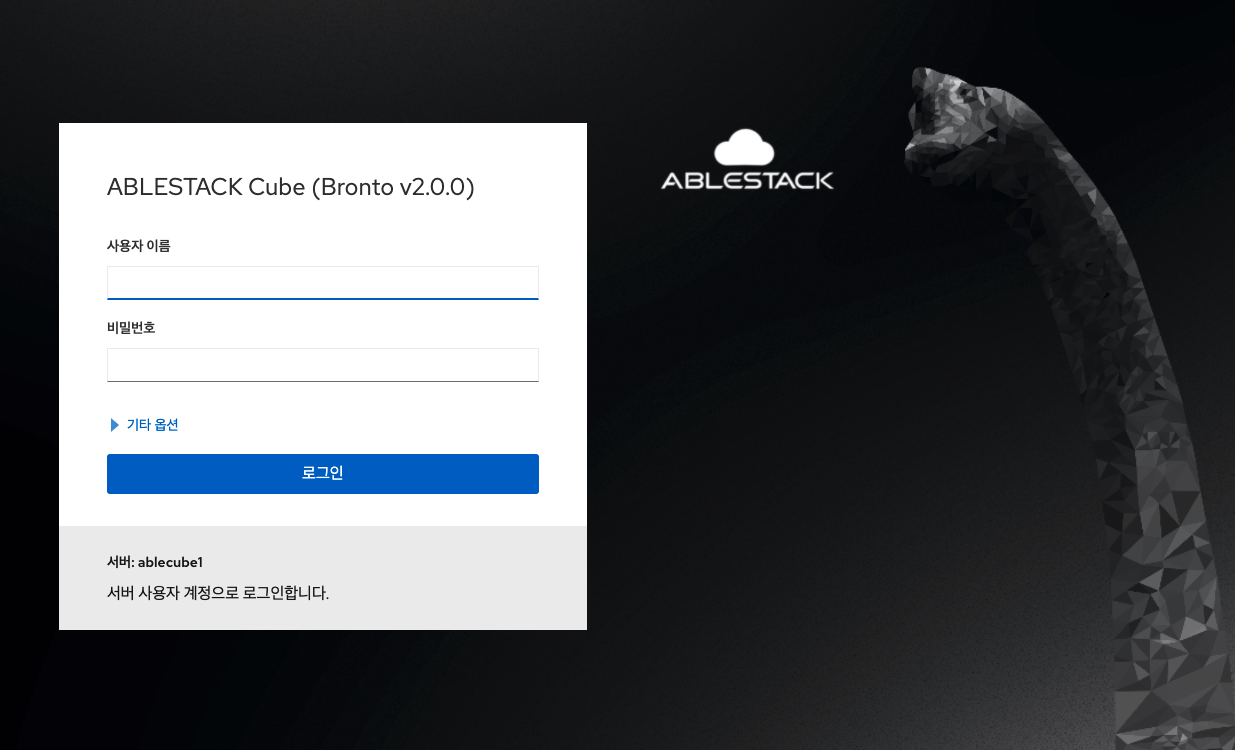 ABLESTACK Cube (Bronto v2.0.0)
사용자 이름
비밀번호
기타 옵션
로그인
서버: ablecube1
서버 사용자 계정으로 로그인합니다.
ABLESTACK